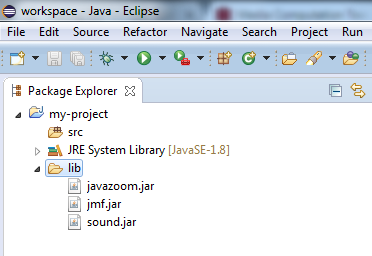 workspace - Java - Eclipse
File Edit Source Refactor Navigate Search Project Run
Package Explorer
my-project
src
JRE System Library [JavaSE-1.8]
lib
javazoom.jar
jmf.jar
sound.jar